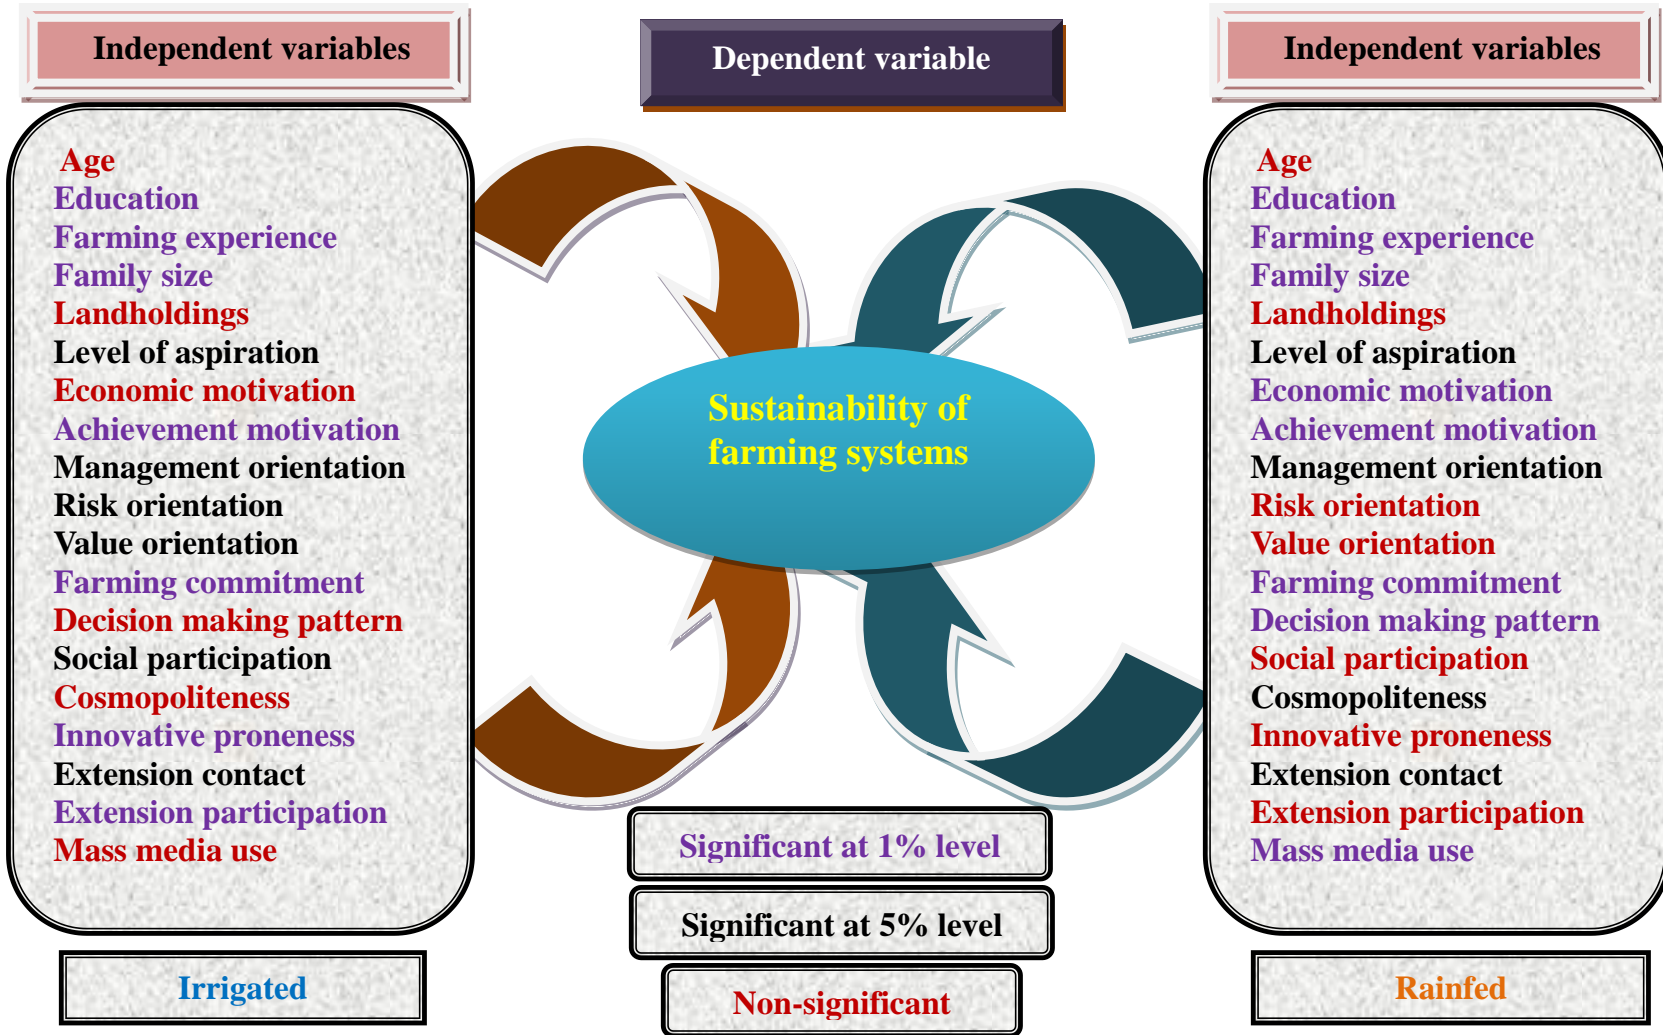 Independent variables
Dependent variable
Independent variables
Age
Education
Farming experience
Family size
Landholdings
Level of aspiration
Economic motivation
Achievement motivation
Management orientation
Risk orientation
Value orientation
Farming commitment
Decision making pattern
Social participation
Cosmopoliteness
Innovative proneness
Extension contact
Extension participation
Mass media use
Irrigated
Sustainability of
farming systems
Significant at 1% level
Significant at 5% level
Non-significant
Age
Education
Farming experience
Family size
Landholdings
Level of aspiration
Economic motivation
Achievement motivation
Management orientation
Risk orientation
Value orientation
Farming commitment
Decision making pattern
Social participation
Cosmopoliteness
Innovative proneness
Extension contact
Extension participation
Mass media use
Rainfed